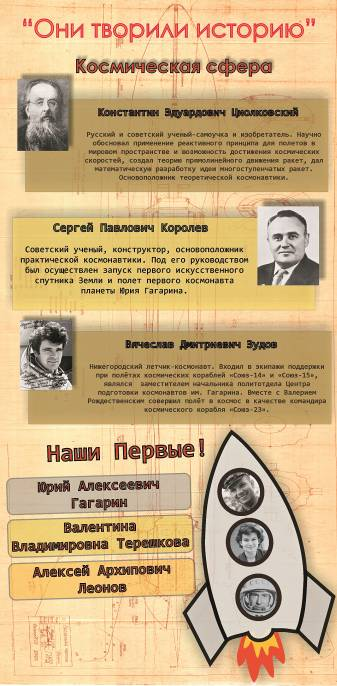 “Они творили историю”
Космическая сфера
Константин Эдуардович Циолковский
Русский и советский ученый-самоучка и изобретатель. Научно
обосновал применение реактивного принципа для полетов в
мировом пространстве и возможность достижения космических
скоростей, создал теорию прямолинейного движения ракет, дал
математическую разработку идеи многоступенчатых ракет.
Основоположник теоретической космонавтики.
Сергей Павлович Королев
Советский ученый, конструктор, основоположник
практической космонавтики. Под его руководством
был осуществлен запуск первого искусственного
спутника Земли и полет первого космонавта
планеты Юрия Гагарина.
Вячеслав Дмитриевич Зудов
Нижегородский летчик-космонавт. Входил в экипажи поддержки
при полётах космических кораблей «Союз-14» и «Союз-15»,
являлся заместителем начальника политотдела Центра
подготовки космонавтов им. Гагарина. Вместе с Валерием
Рождественским совершил полёт в космос в качестве командира
космического корабля «Союз-23».
Наши Первые!
Юрий Алексеевич
Гагарин
Валентина
Владимировна Терешкова
Алексей Архипович
Леонов